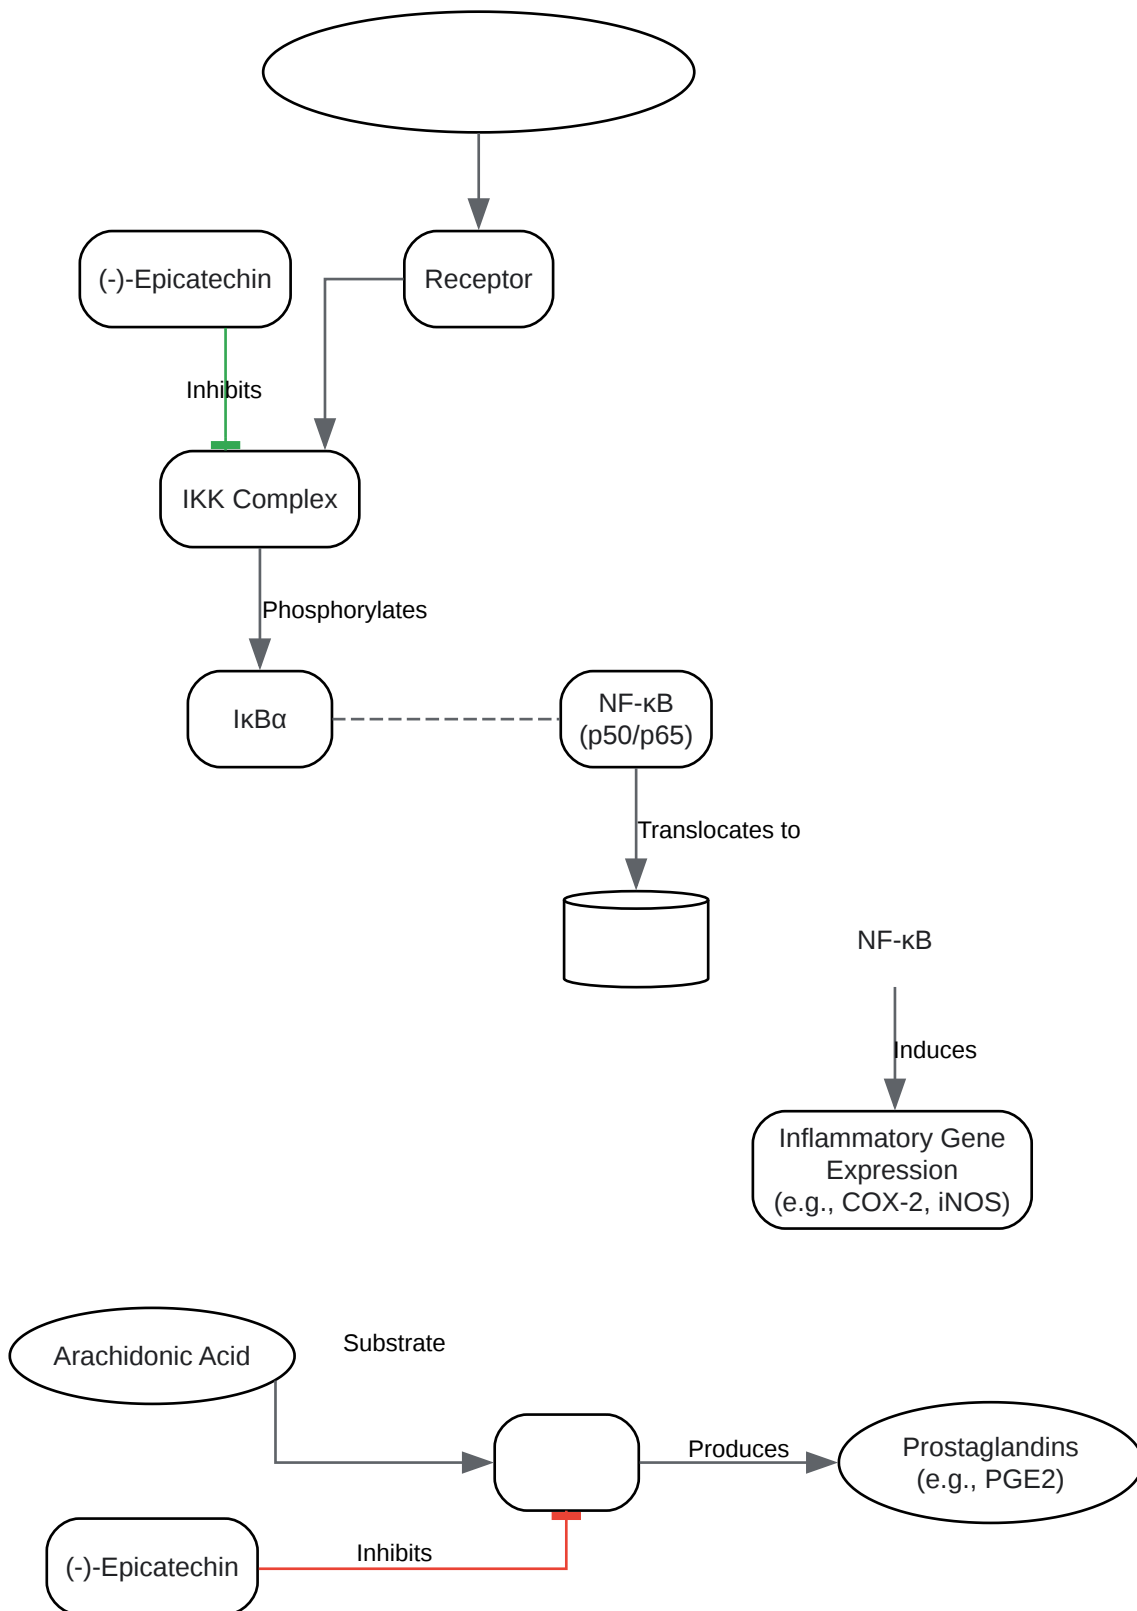 (-)-Epicatechin
Receptor
Inhibits
IKK Complex
Phosphorylates
IκBα
NF-κB
(p50/p65)
Translocates to
NF-κB
Induces
Inflammatory Gene
Expression
(e.g., COX-2, iNOS)
Arachidonic Acid
Substrate
Produces
Prostaglandins
(e.g., PGE2)
(-)-Epicatechin
Inhibits